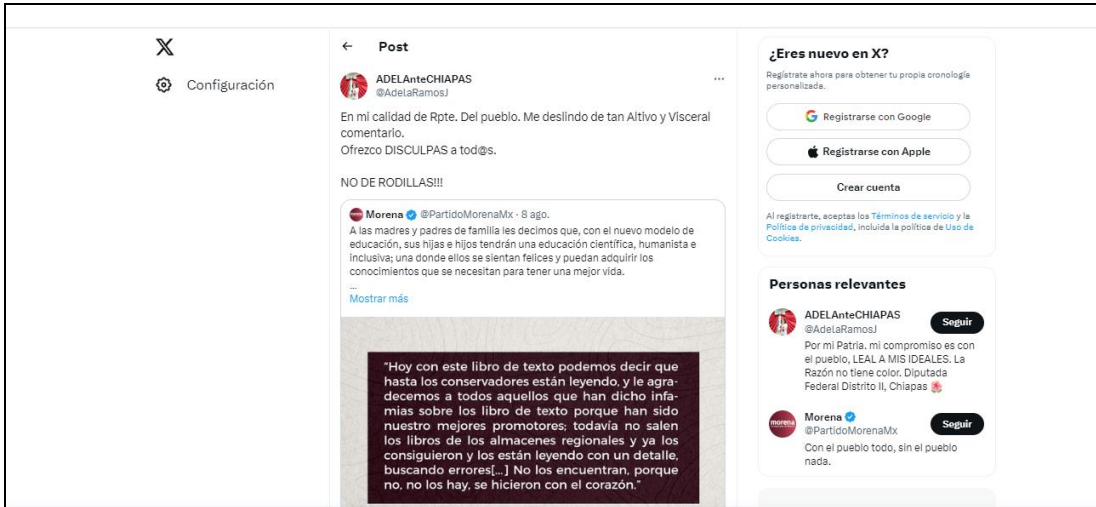 Configuración
Post
ADELAnteCHIAPAS
@AdelaRamosJ
En mi calidad de Rpte. Del pueblo. Me deslindo de tan Altivo y Visceral
comentario.
Ofrezco DISCULPAS a tod@s.
NO DE RODILLAS!!!
Morena @PartidoMorenaMx · 8 ago.
A las madres y padres de familia les decimos que, con el nuevo modelo de
educación, sus hijas e hijos tendrán una educación científica, humanista e
inclusiva; una donde ellos se sientan felices y puedan adquirir los
conocimientos que se necesitan para tener una mejor vida.
...
Mostrar más
"Hoy con este libro de texto podemos decir que
hasta los conservadores están leyendo, y le agra-
decemos a todos aquellos que han dicho infa-
mias sobre los libro de texto porque han sido
nuestro mejores promotores; todavía no salen
los libros de los almacenes regionales y ya los
consiguieron y los están leyendo con un detalle,
buscando errores[...] No los encuentran, porque
no, no los hay, se hicieron con el corazón."
¿Eres nuevo en X?
Regístrate ahora para obtener tu propia cronología
personalizada.
Registrarse con Google
Registrarse con Apple
Crear cuenta
Al registrarte, aceptas los Términos de servicio y la
Política de privacidad, incluida la política de Uso de
Cookies.
Personas relevantes
ADELAnteCHIAPAS
@AdelaRamosJ
Seguir
Por mi Patria. mi compromiso es con
el pueblo, LEAL A MIS IDEALES. La
Razón no tiene color. Diputada
Federal Distrito II, Chiapas
morena
Morena
@PartidoMorenaMx
Seguir
Con el pueblo todo, sin el pueblo
nada.